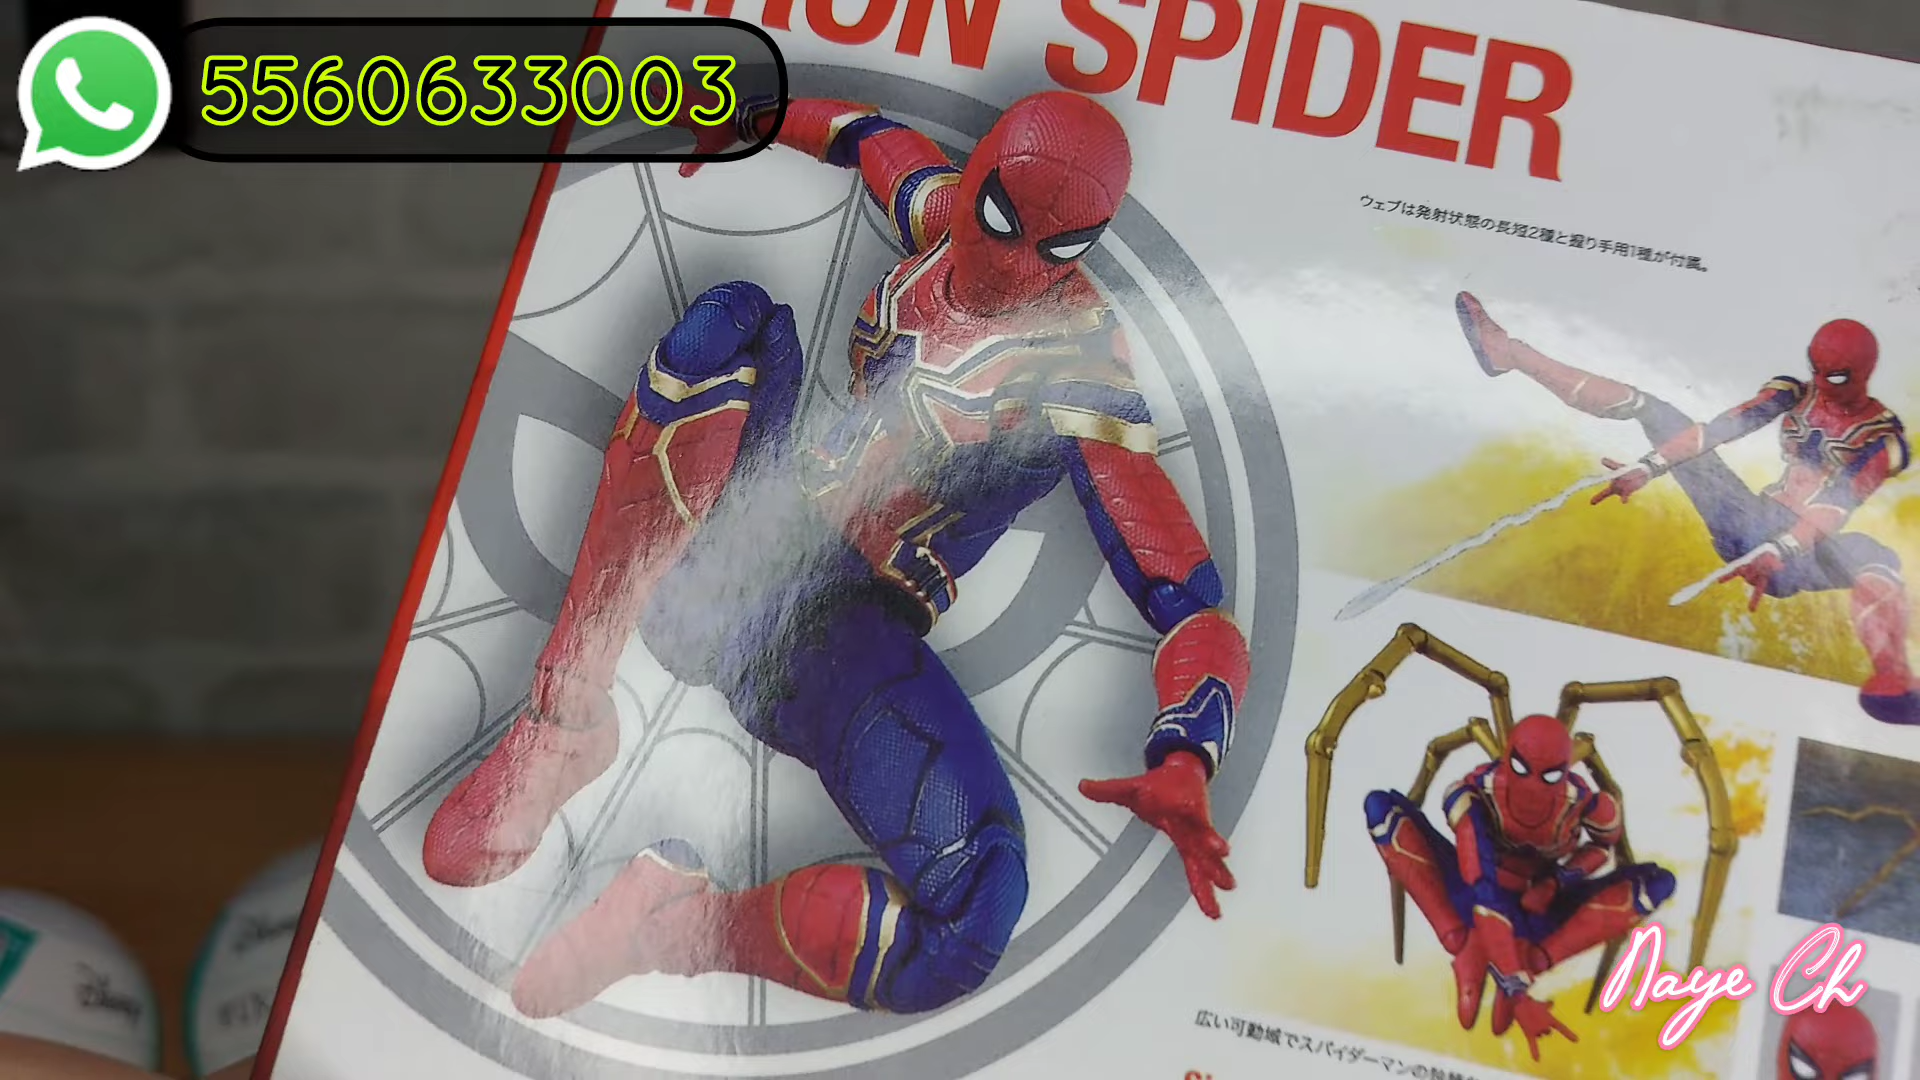 5560633003
IRON SPIDER
ウェブは発射状態の長短2種と握り手用1種が付属。
広い可動域でスパイダーマンの
Naye Ch
Disney